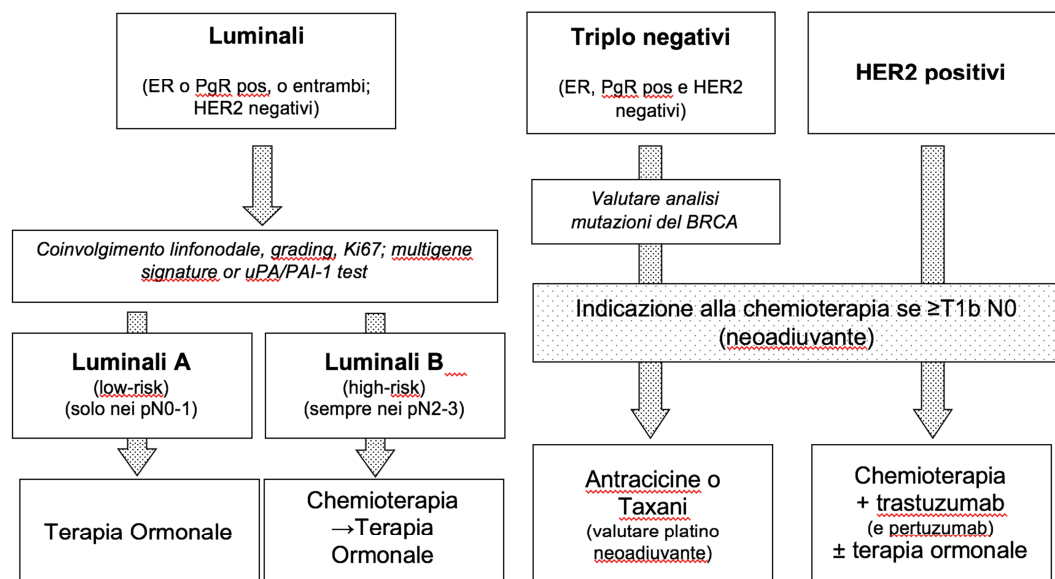 Luminali
(ER o PgR pos, o entrambi;
HER2 negativi)
Triplo negativi
(ER, PgR pos e HER2
negativi)
HER2 positivi
Valutare analisi
mutazioni del BRCA
Coinvolgimento linfonodale, grading, Ki67; multigene
signature or uPA/PAI-1 test
Indicazione alla chemioterapia se ≥T1b N0
(neoadiuvante)
Luminali A
(low-risk)
(solo nei pN0-1)
Luminali B
(high-risk)
(sempre nei pN2-3)
Terapia Ormonale
Chemioterapia
→Terapia
Ormonale
Antracicine o
Taxani
(valutare platino
neoadiuvante)
Chemioterapia
+ trastuzumab
(e pertuzumab)
± terapia ormonale